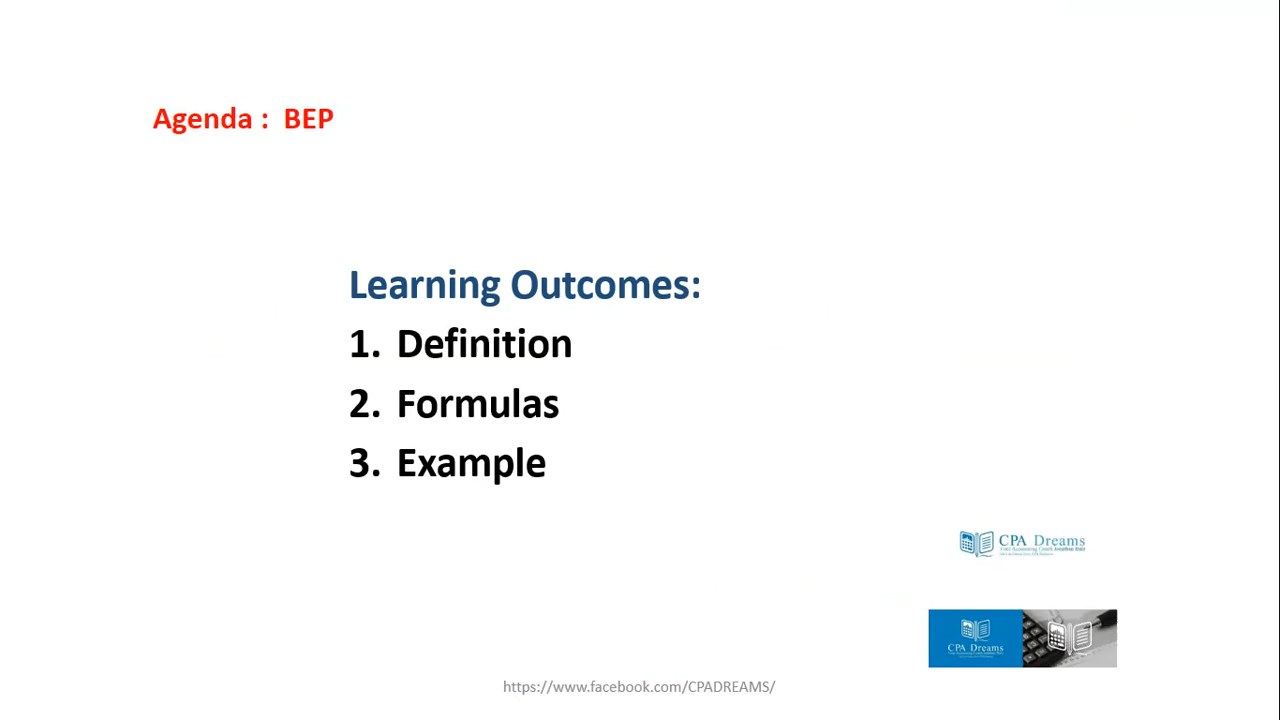 Agenda : BEP
Learning Outcomes:
1. Definition
2. Formulas
3. Example
CPA Dreams
CPA Dreams
https://www.facebook.com/CPADREAMS/